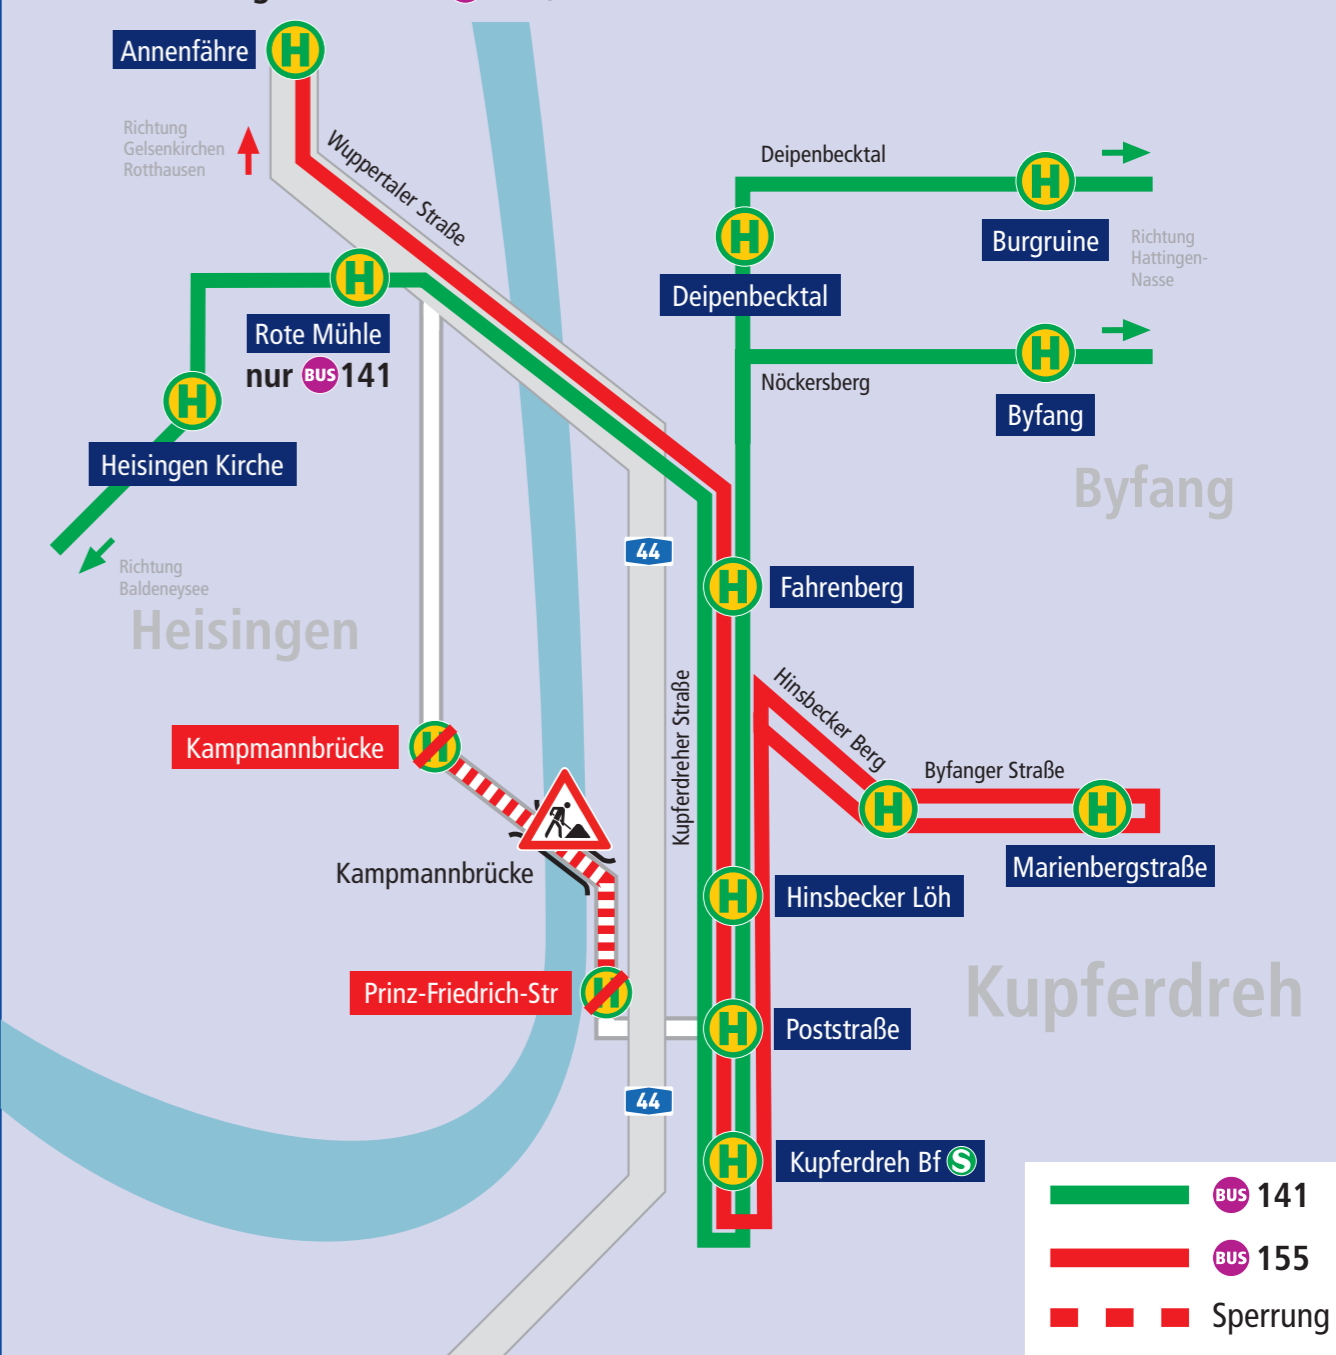 Annenfähre
H
Richtung
Gelsenkirchen
Rotthausen
Wuppertaler Straße
Deipenbecktal
H
Burgruine
Richtung
Hattingen-
Nasse
H
Deipenbecktal
H
Rote Mühle
nur BUS 141
H
Byfang
Nöckersberg
H
Heisingen Kirche
Byfang
Richtung
Baldeneysee
Heisingen
44
H
Fahrenberg
Kupferdreher Straße
Hinsbecker Berg
Byfanger Straße
H
H
Marienbergstraße
Kampmannbrücke
H
Kampmannbrücke
H
Hinsbecker Löh
Kupferdreh
Prinz-Friedrich-Str
H
H
Poststraße
44
H
Kupferdreh Bf S
BUS 141
BUS 155
Sperrung